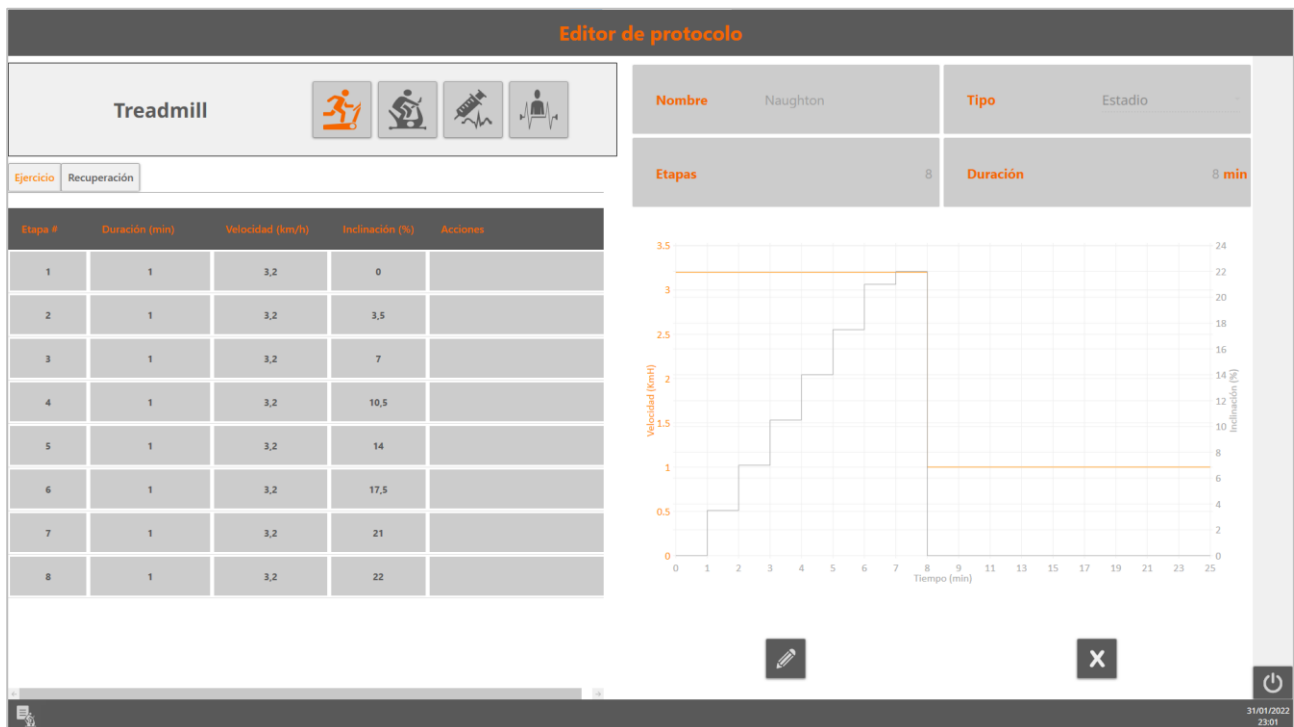 Editor de protocolo
Treadmill
Nombre Naughton
Tipo Estadio
Etapas 8
Duración 8 min
Ejercicio Recuperación
Etapa # Duración (min) Velocidad (km/h) Inclinación (%) Acciones
1 1 3,2 0
2 1 3,2 3,5
3 1 3,2 7
4 1 3,2 10,5
5 1 3,2 14
6 1 3,2 17,5
7 1 3,2 21
8 1 3,2 22
3.5
3
2.5
2
1.5
1
0.5
0
Velocidad (KmH)
24
22
20
18
16
14
12
10
8
6
4
2
0
Inclinación (%)
0 1 2 3 4 5 6 7 8 9 11 13 15 17 19 21 23 25
Tiempo (min)
X
31/01/2022
23:01